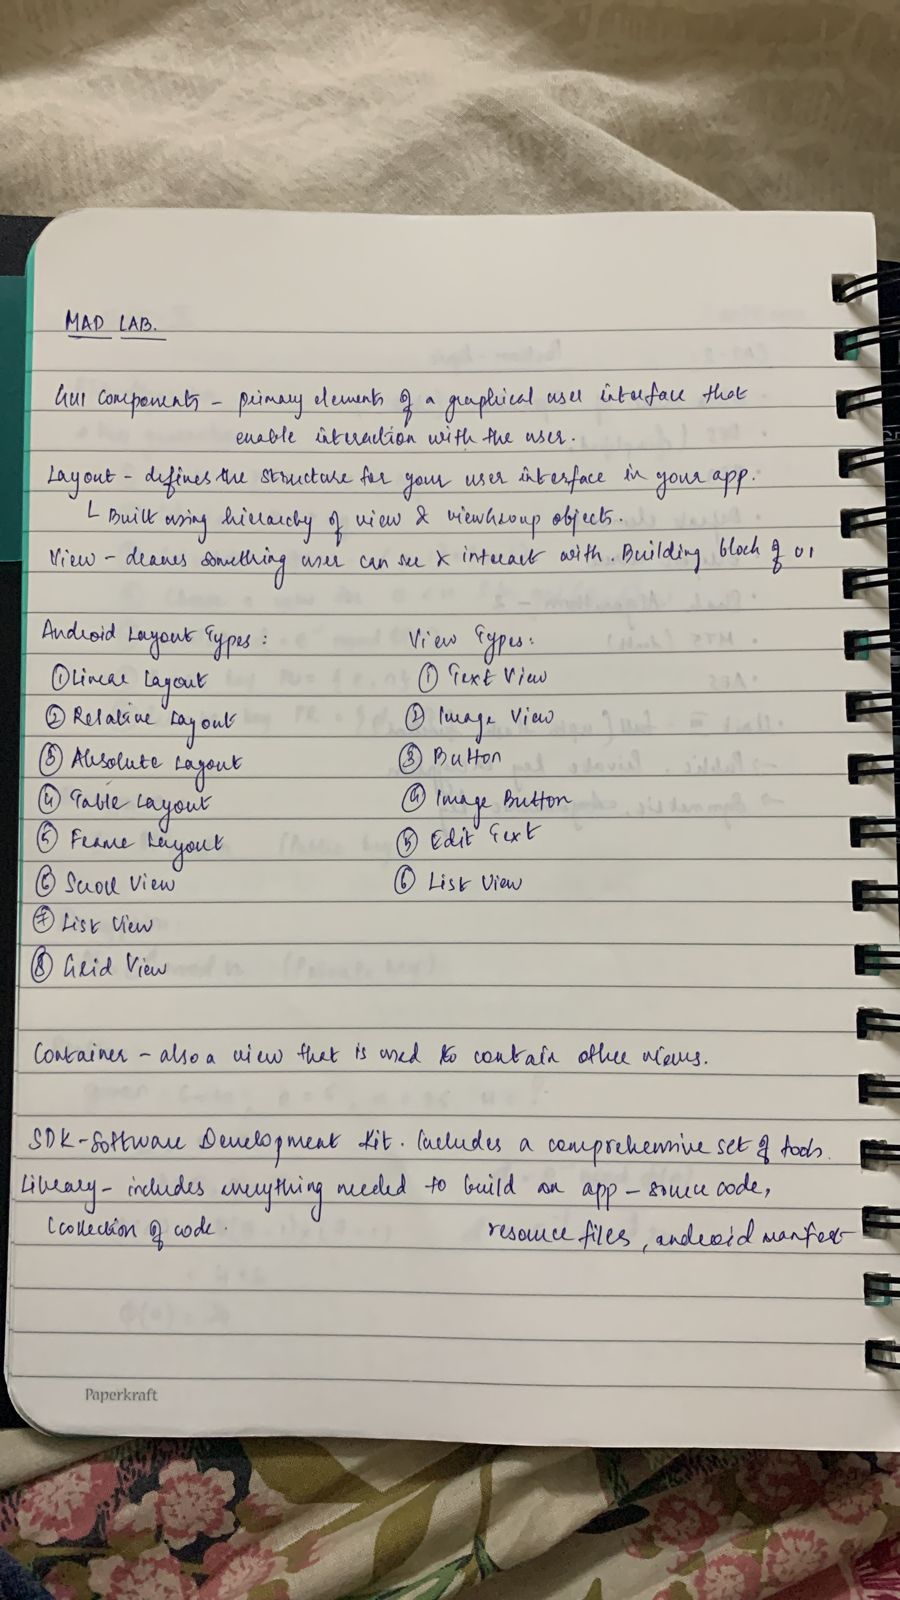 MAD LAB.
GUI Components – primary elements of a graphical user interface that
enable interaction with the user.
Layout – defines the structure for your user interface in your app.
└ Built using hierarchy of view & viewGroup objects.
View – draws something user can see & interact with. Building block of UI
Android Layout Types :
① Linear Layout
② Relative Layout
③ Absolute Layout
④ Table Layout
⑤ Frame Layout
⑥ Scroll View
⑦ List View
⑧ Grid View
View Types :
① Text View
② Image View
③ Button
④ Image Button
⑤ Edit Text
⑥ List View
Container – also a view that is used to contain other views.
SDK – Software Development Kit. Includes a comprehensive set of tools.
Library – includes everything needed to build an app – source code,
(collection of code. resource files, android manifest
Paperkraft